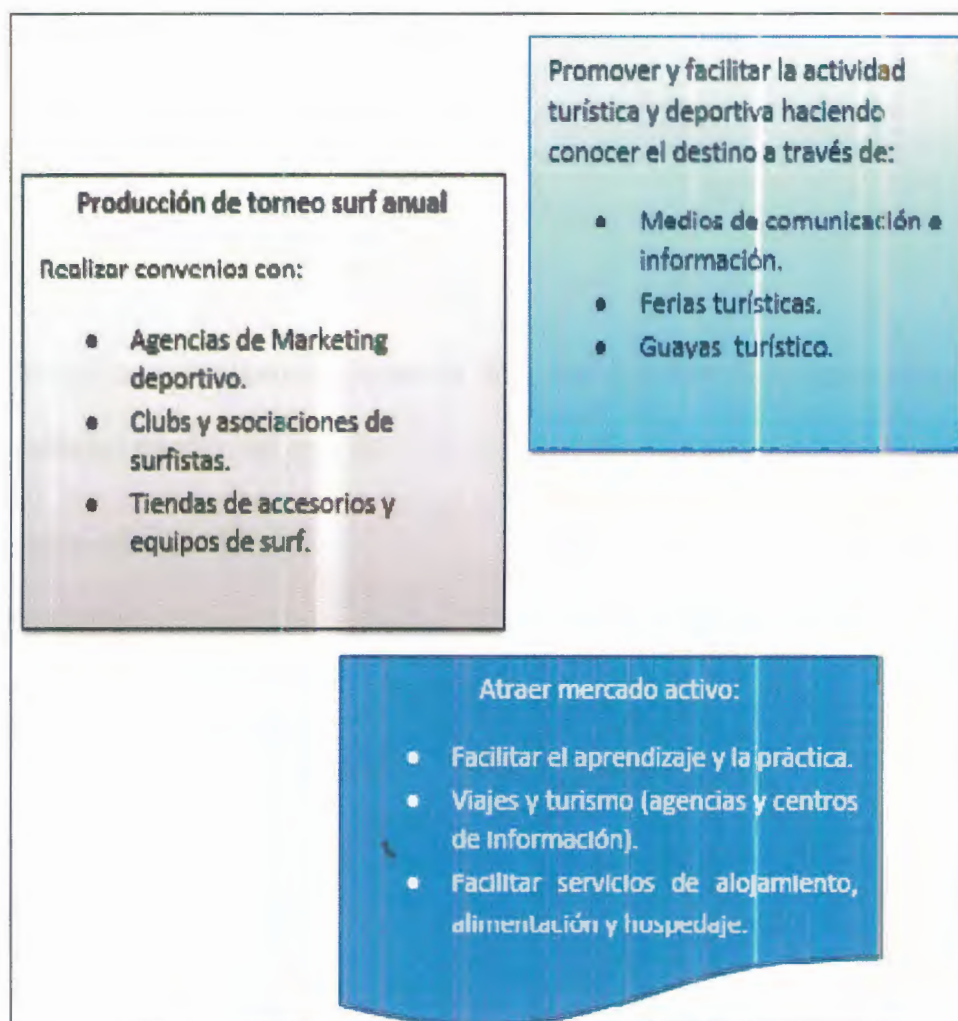 Promover y facilitar la actividad
turística y deportiva haciendo
conocer el destino a través de:
• Medios de comunicación e
información.
• Ferias turísticas.
• Guayas turístico.
Producción de torneo surf anual
Realizar convenios con:
• Agencias de Marketing
deportivo.
• Clubs y asociaciones de
surfistas.
• Tiendas de accesorios y
equipos de surf.
Atraer mercado activo:
• Facilitar el aprendizaje y la práctica.
• Viajes y turismo (agencias y centros
de información).
• Facilitar servicios de alojamiento,
alimentación y hospedaje.